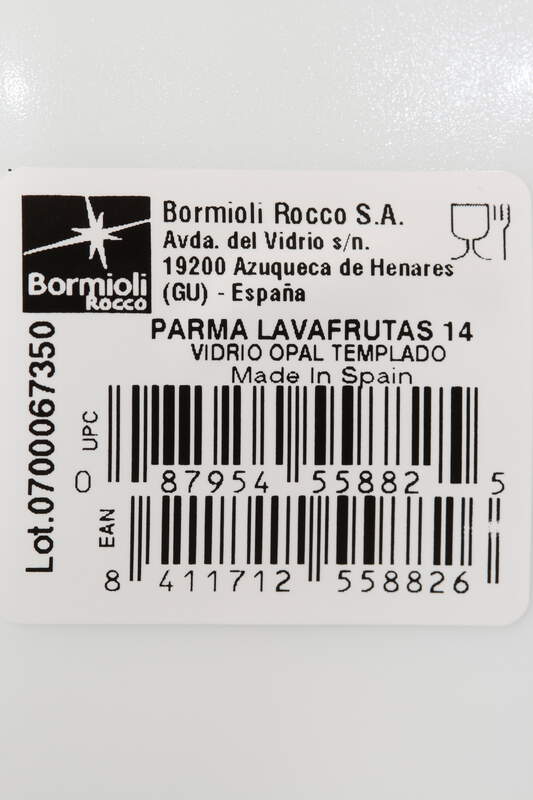 Bormioli
Rocco
Bormioli Rocco S.A.
Avda. del Vidrio s/n.
19200 Azuqueca de Henares
(GU) - España
PARMA LAVAFRUTAS 14
VIDRIO OPAL TEMPLADO
Made In Spain
Lot.0700067350
UPC
0 87954 55882 5
EAN
8 411712 558826